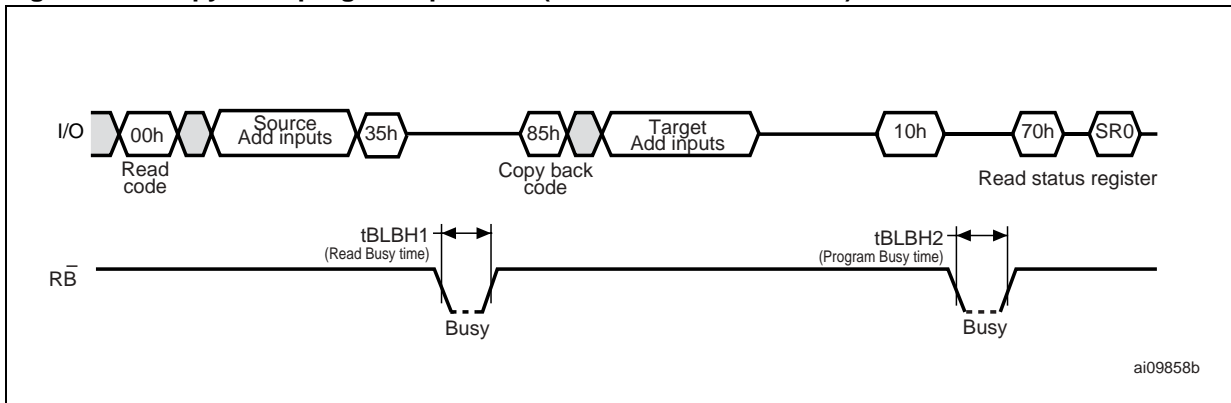 I/O
00h
Source
Add inputs
35h
85h
Target
Add inputs
10h
70h
SR0
Read
code
Copy back
code
Read status register
tBLBH1
(Read Busy time)
tBLBH2
(Program Busy time)
RB̅
Busy
Busy
ai09858b